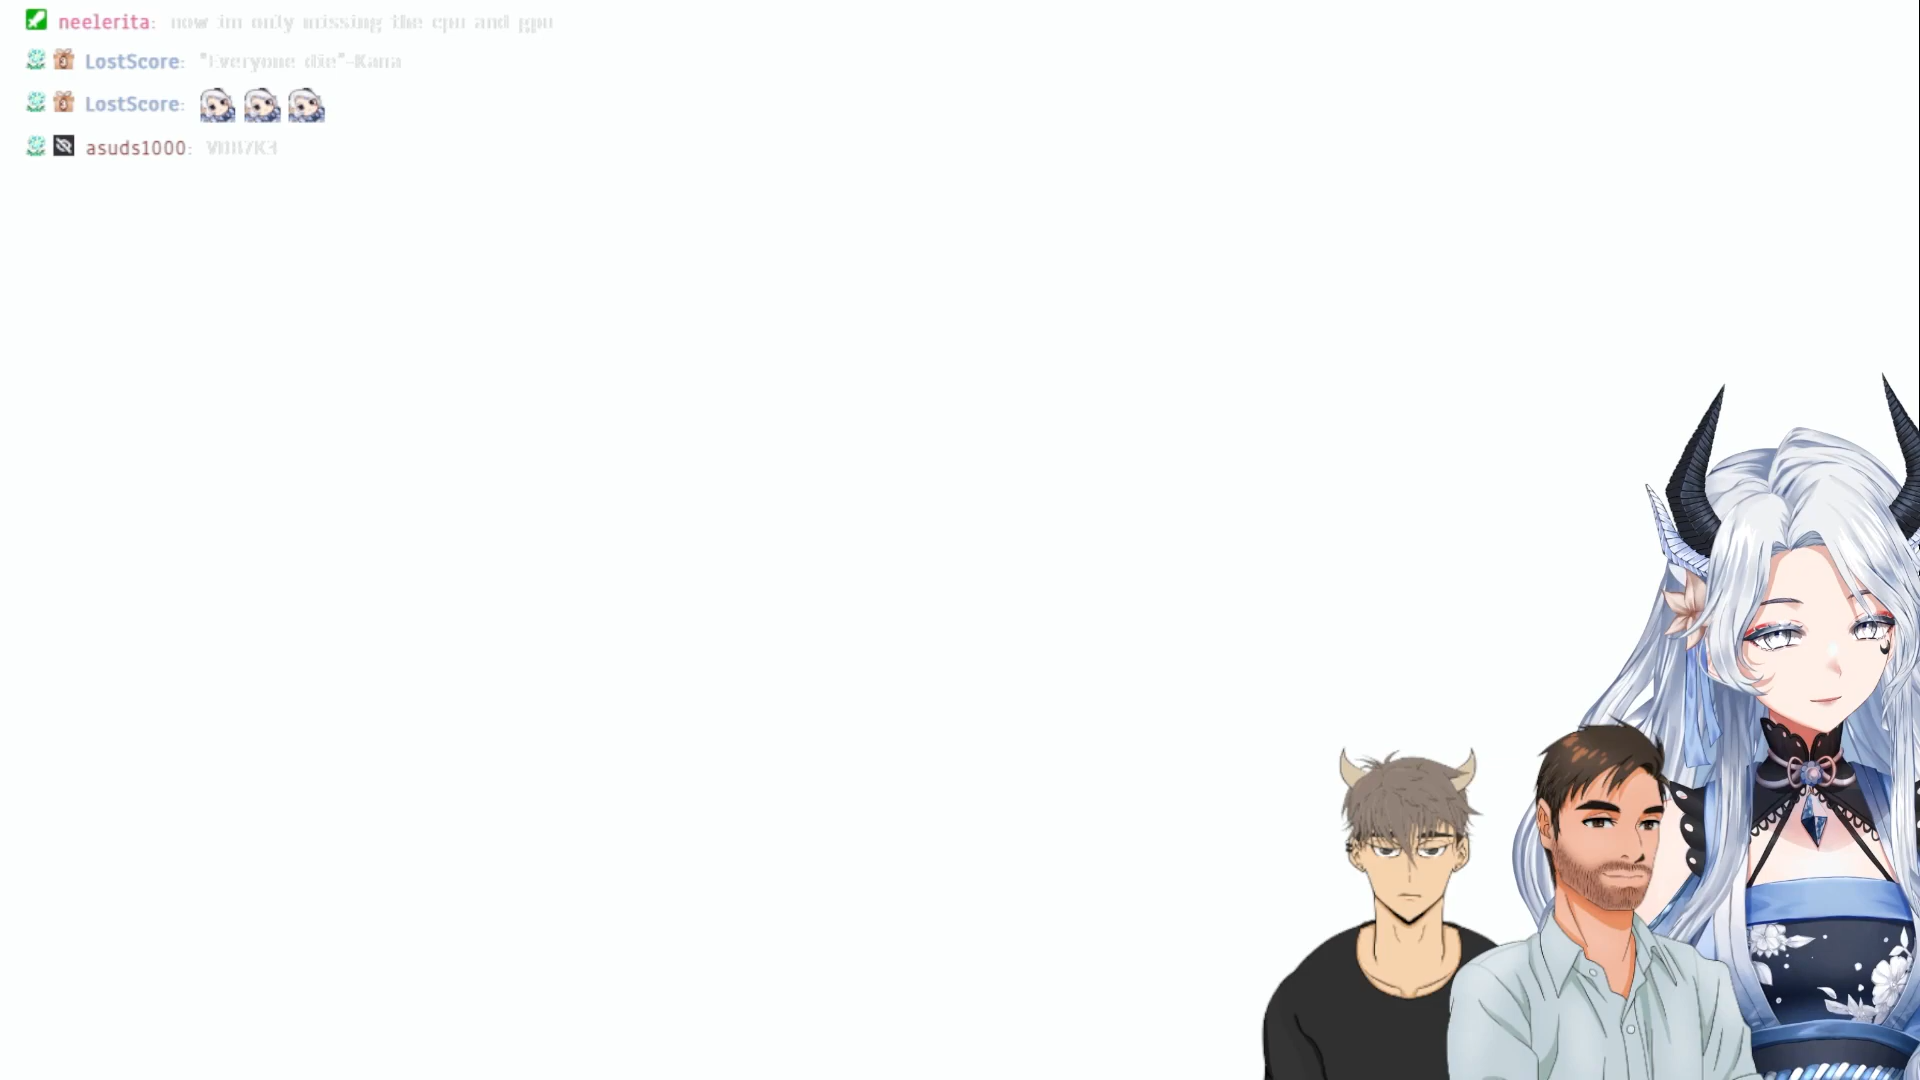 neelerita: now im only missing the cpu and gpu
LostScore: "Everyone die"-Kana
LostScore:
asuds1000: